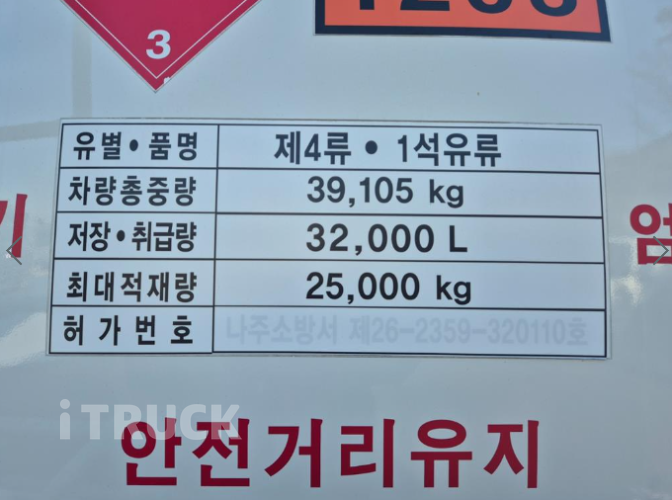 3
유별·품명 제4류·1석유류
차량총중량 39,105 kg
저장·취급량 32,000 L
최대적재량 25,000 kg
허가번호 나주소방서 제26-2359-320110호
iTRUCK
안전거리유지